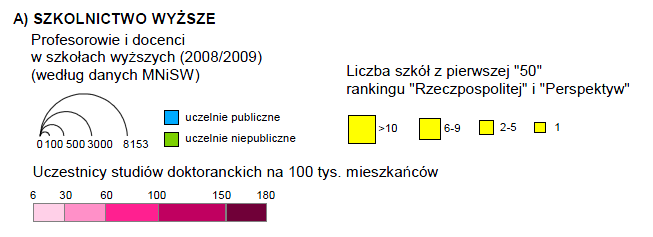 A) SZKOLNICTWO WYŻSZE
Profesorowie i docenci
w szkołach wyższych (2008/2009)
(według danych MNiSW)
0 100 500 3000 8153
uczelnie publiczne
uczelnie niepubliczne
Liczba szkół z pierwszej "50"
rankingu "Rzeczpospolitej" i "Perspektyw"
>10 6-9 2-5 1
Uczestnicy studiów doktoranckich na 100 tys. mieszkańców
6 30 60 100 150 180